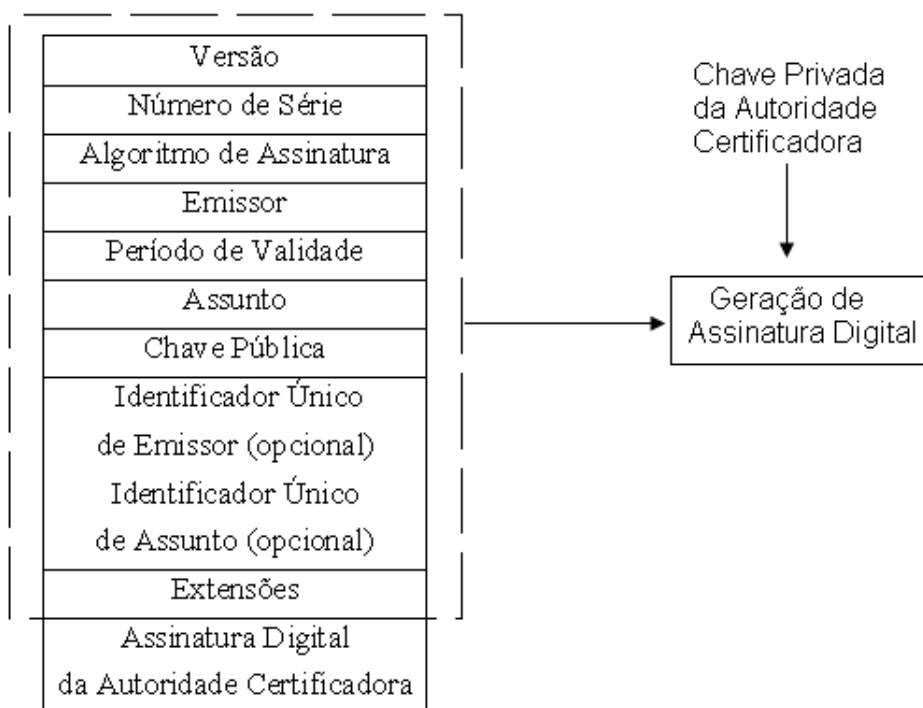 Versão
Número de Série
Algoritmo de Assinatura
Emissor
Período de Validade
Assunto
Chave Pública
Identificador Único
de Emissor (opcional)
Identificador Único
de Assunto (opcional)
Extensões
Assinatura Digital
da Autoridade Certificadora
Chave Privada
da Autoridade
Certificadora
Geração de
Assinatura Digital